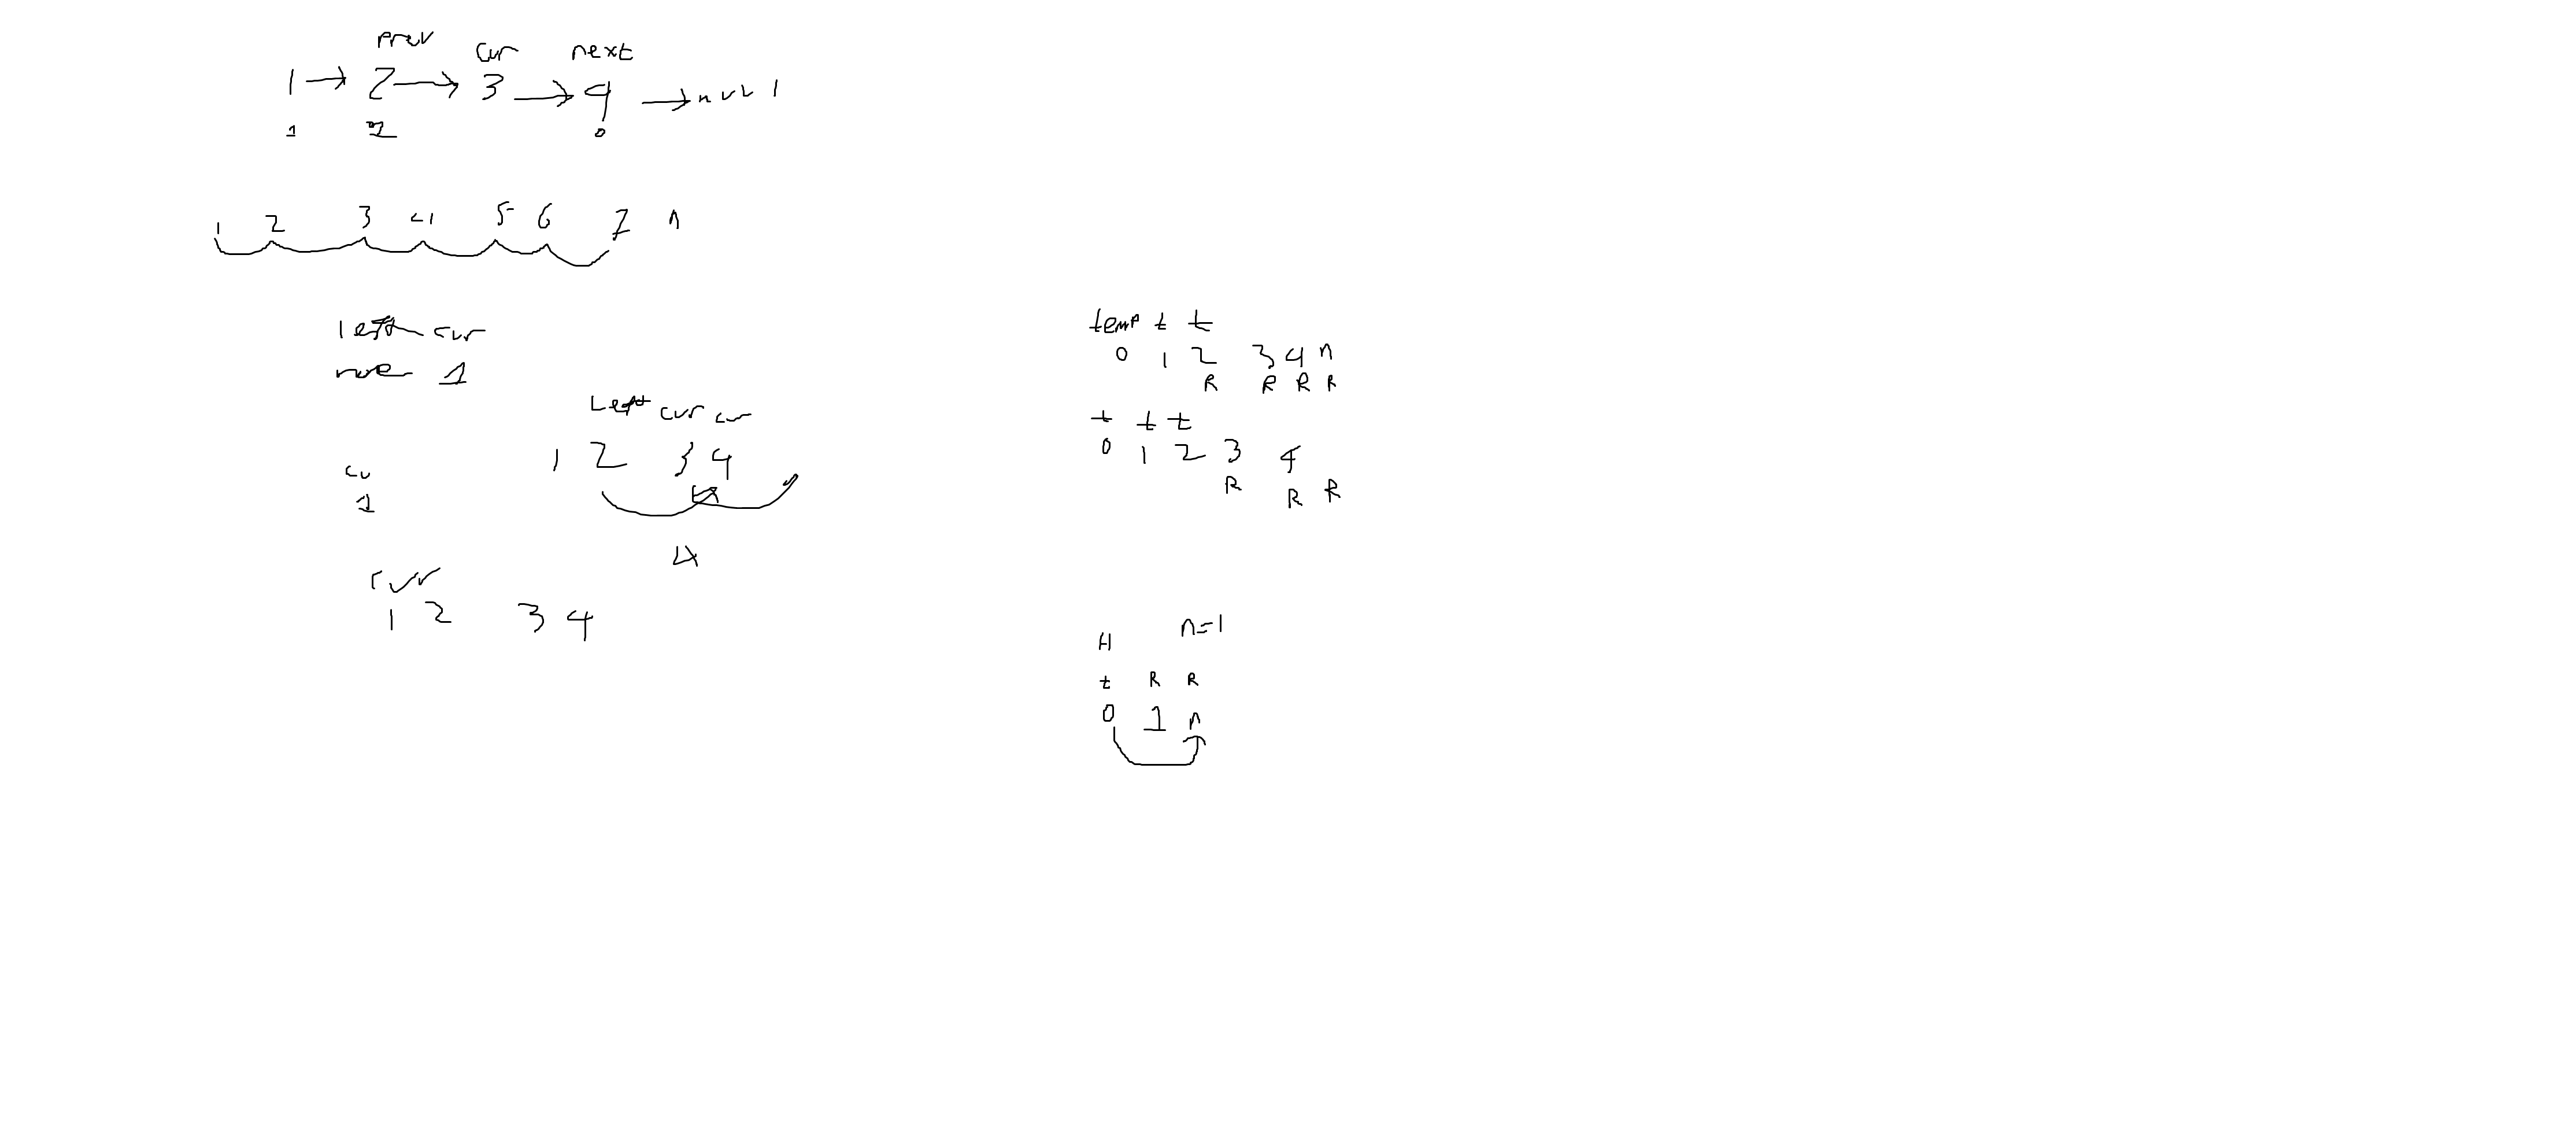 prev cur next
1 → 2 → 3 → 4 → null
1 2 0
1 2 3 4 5 6 7 n
left cur
1
Left cur cur
1 2 3 4
cu
1
4
curr
1 2 3 4
temp t t
0 1 2 3 4 n
R R R R
t t t
0 1 2 3 4
R R R
H n=1
t R R
0 1 n